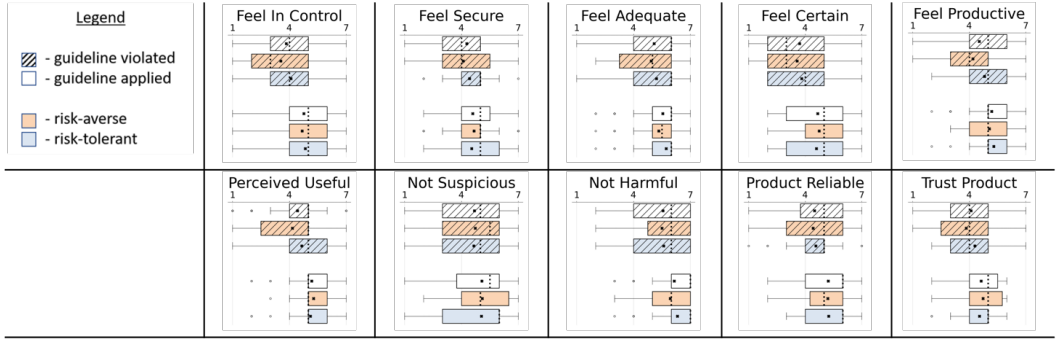 Legend
- guideline violated
- guideline applied
- risk-averse
- risk-tolerant
Feel In Control
1 4 7
Feel Secure
1 4 7
Feel Adequate
1 4 7
Feel Certain
1 4 7
Feel Productive
1 4 7
Perceived Useful
1 4 7
Not Suspicious
1 4 7
Not Harmful
1 4 7
Product Reliable
1 4 7
Trust Product
1 4 7